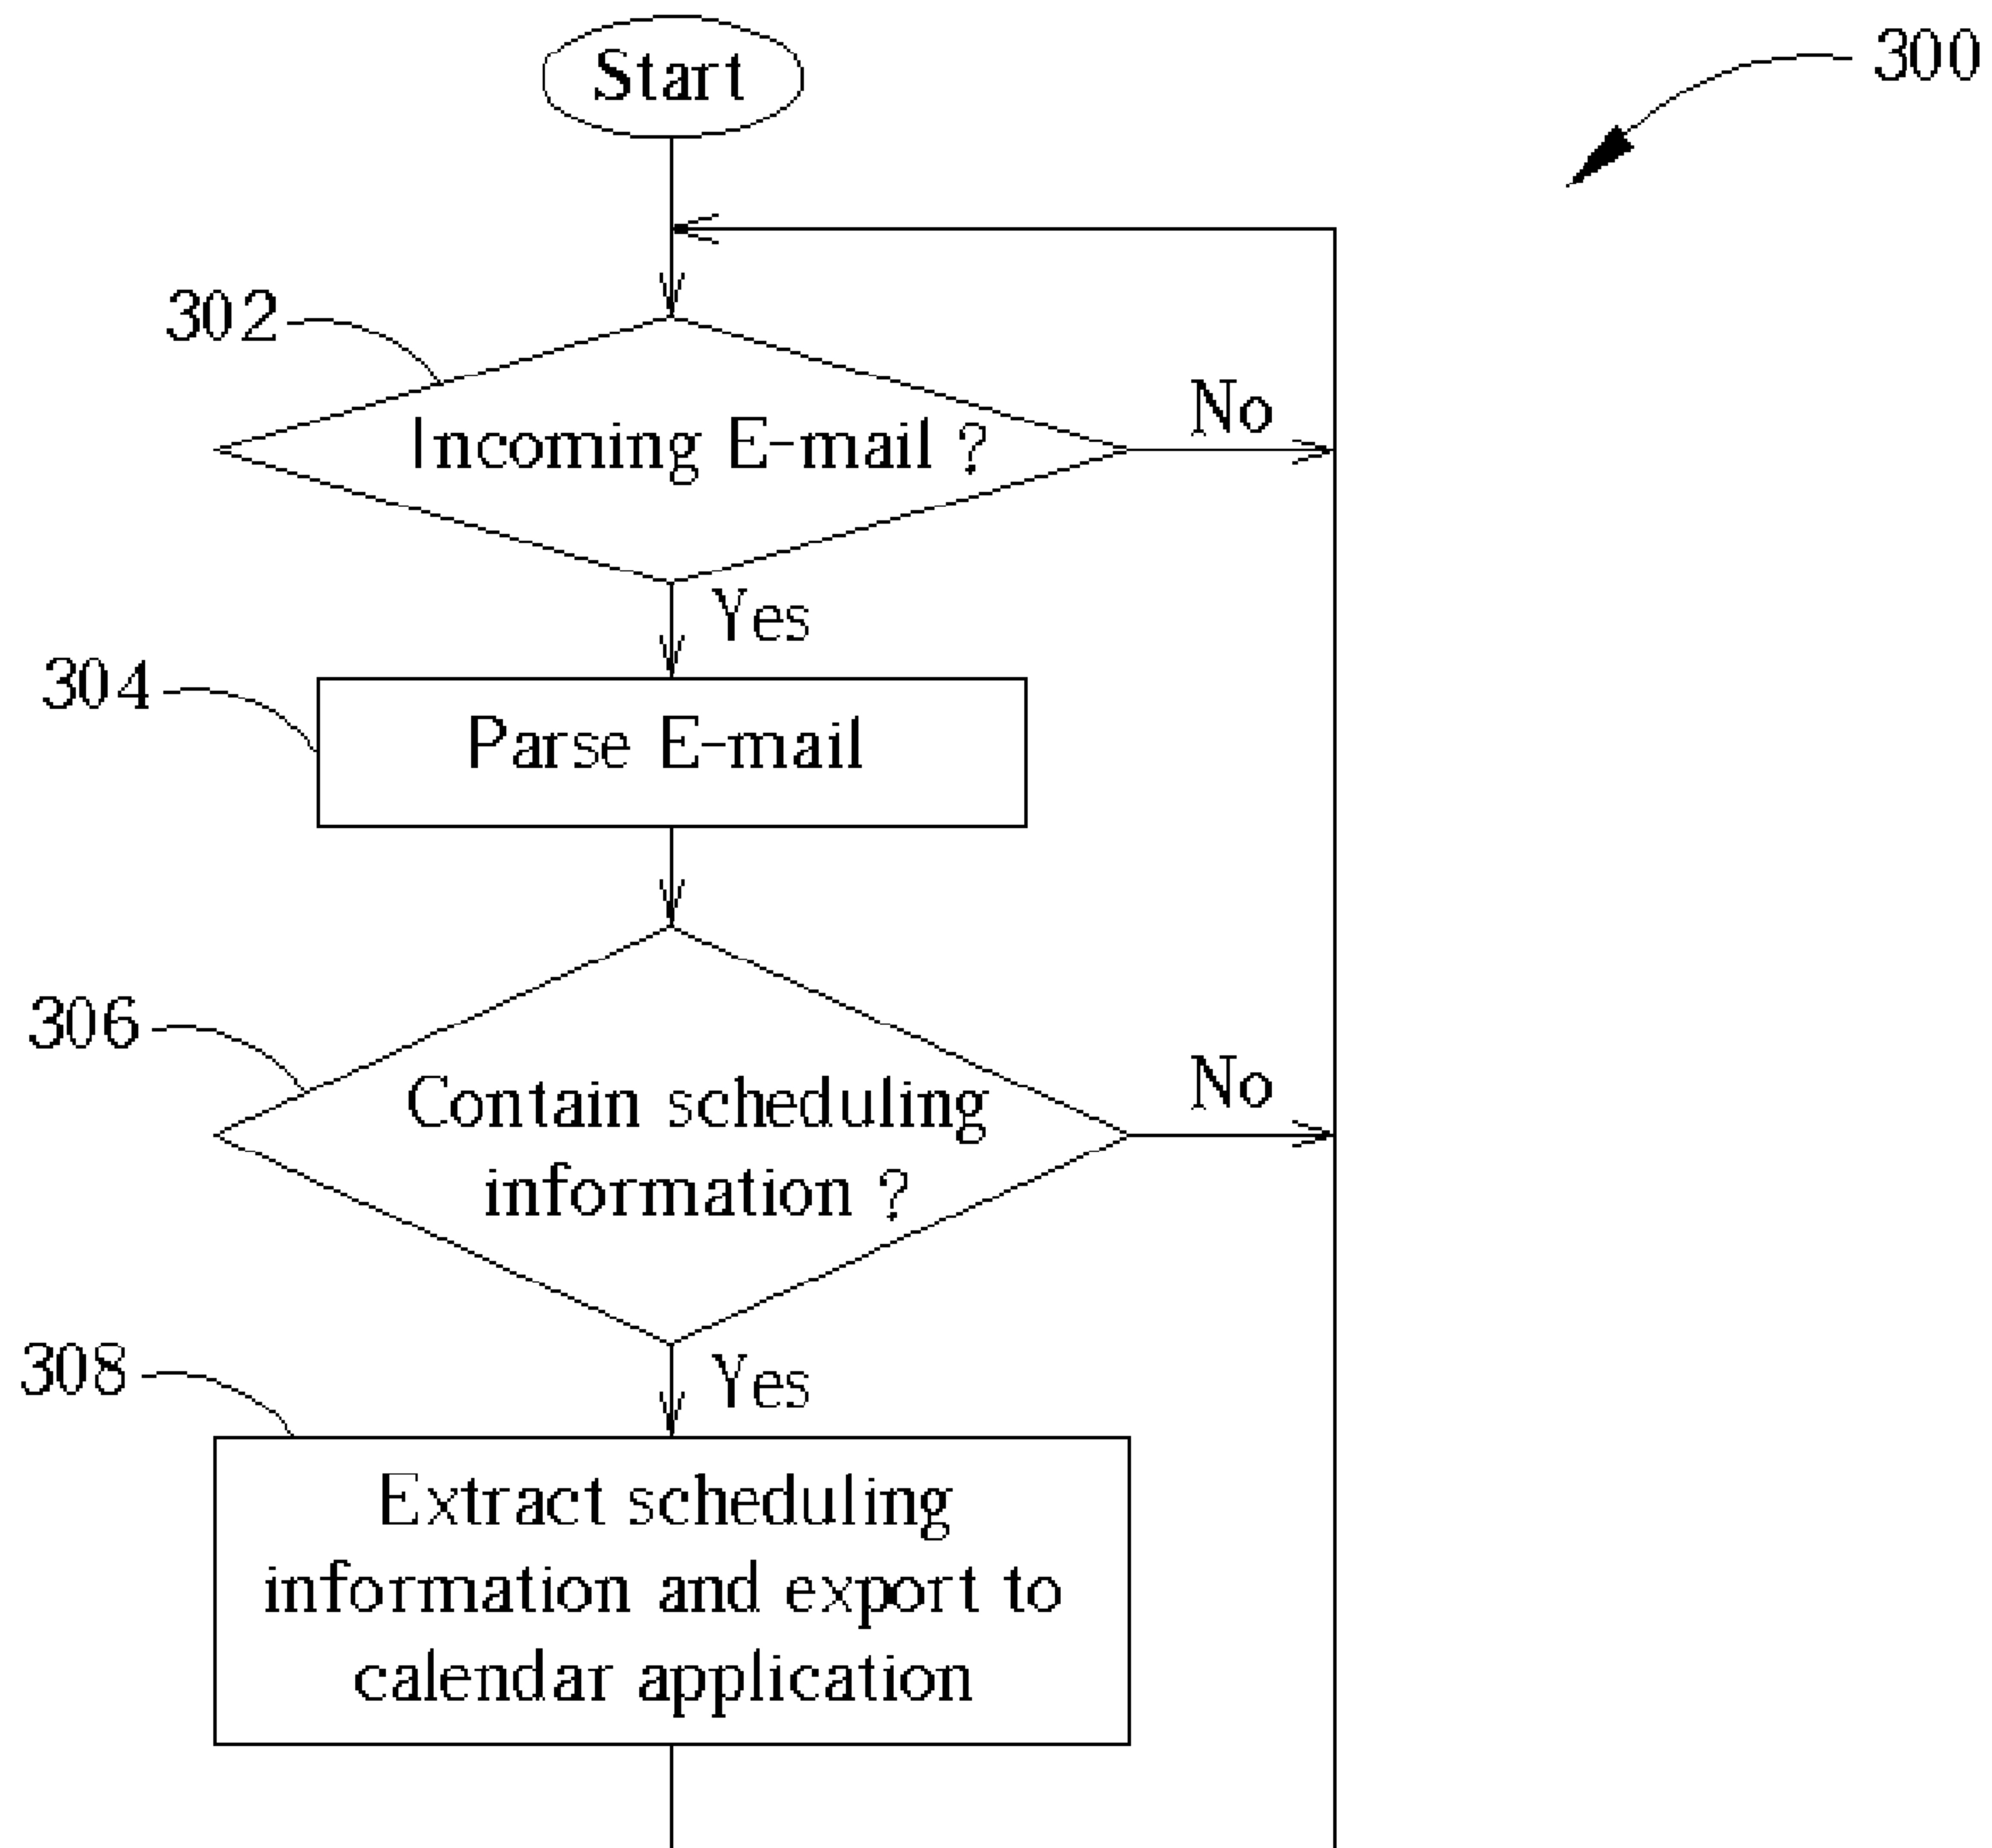 Start
300
302
Incoming E-mail ?
No
Yes
304
Parse E-mail
306
Contain scheduling
information ?
No
Yes
308
Extract scheduling
information and export to
calendar application